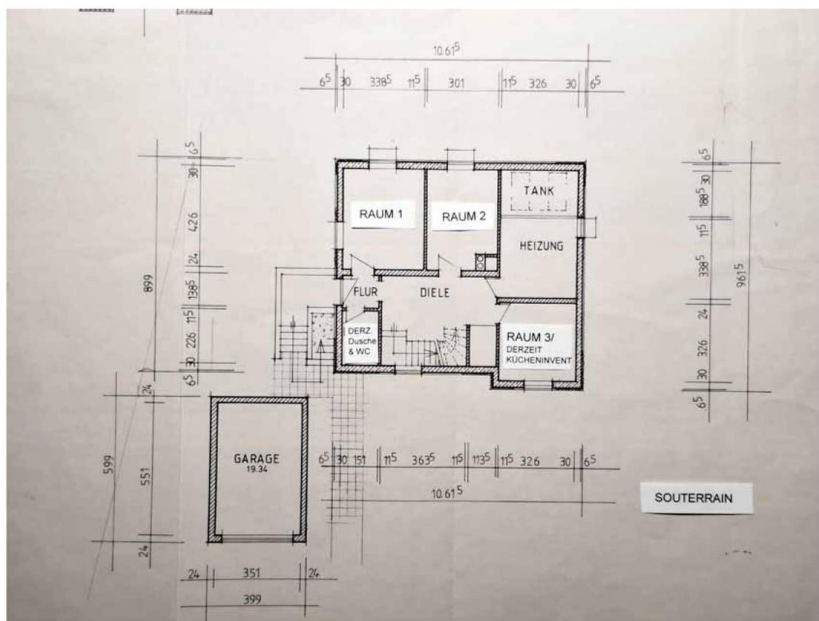 10.61⁵
6⁵ 30 338⁵ 11⁵ 301 11⁵ 326 30 6⁵
6⁵
30
426
24
138⁵
11⁵
226
30
6⁵
899
24
599
551
24
RAUM 1
RAUM 2
TANK
HEIZUNG
FLUR
DIELE
DERZ.
Dusche
& WC
RAUM 3/
DERZEIT
KÜCHENINVENT
6⁵
30
188⁵
11⁵
338⁵
24
326
30
6⁵
961⁵
GARAGE
19.34
6⁵ 30 151 11⁵ 363⁵ 11⁵ 113⁵ 11⁵ 326 30 6⁵
10.61⁵
SOUTERRAIN
24 351 24
399